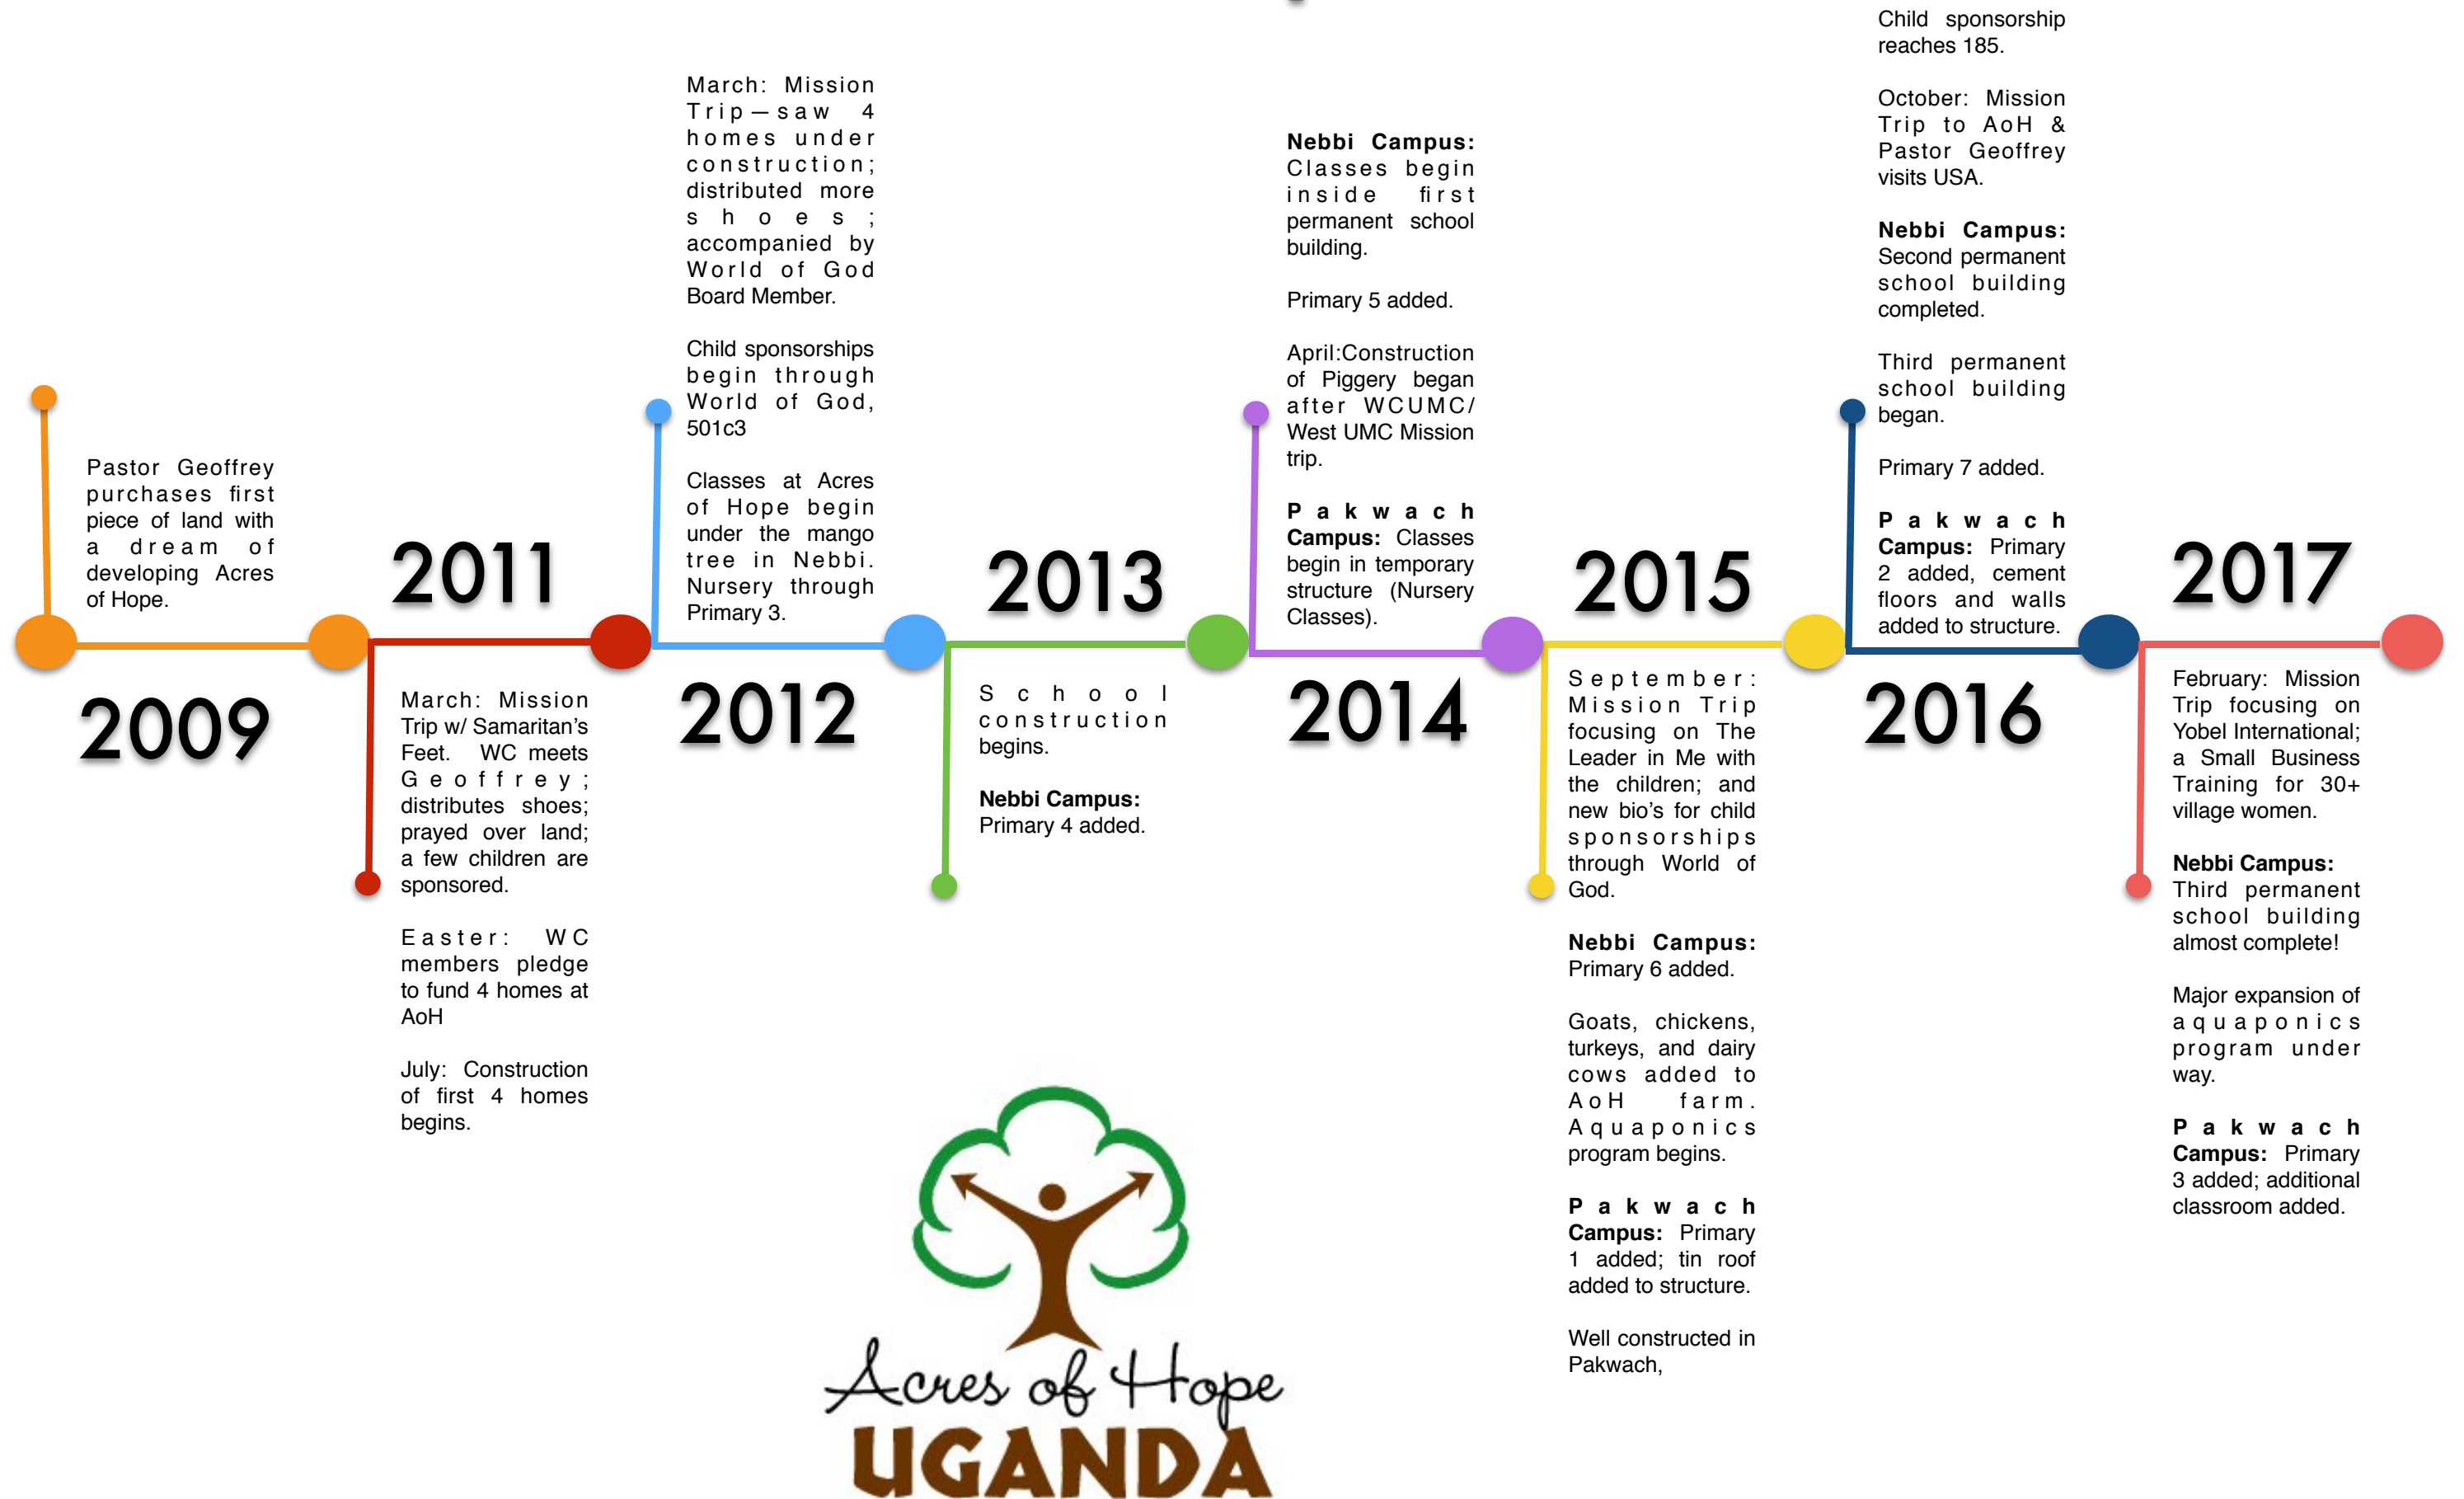 Pastor Geoffrey
purchases first
piece of land with
a dream of
developing Acres
of Hope.
2009
2011
March: Mission
Trip w/ Samaritan's
Feet. WC meets
Geoffrey;
distributes shoes;
prayed over land;
a few children are
sponsored.
Easter: WC
members pledge
to fund 4 homes at
AoH
July: Construction
of first 4 homes
begins.
March: Mission
Trip—saw 4
homes under
construction;
distributed more
shoes;
accompanied by
World of God
Board Member.
Child sponsorships
begin through
World of God,
501c3
Classes at Acres
of Hope begin
under the mango
tree in Nebbi.
Nursery through
Primary 3.
2012
2013
School
construction
begins.
Nebbi Campus:
Primary 4 added.
Nebbi Campus:
Classes begin
inside first
permanent school
building.
Primary 5 added.
April:Construction
of Piggery began
after WCUMC/
West UMC Mission
trip.
Pakwach
Campus: Classes
begin in temporary
structure (Nursery
Classes).
2014
2015
September:
Mission Trip
focusing on The
Leader in Me with
the children; and
new bio's for child
sponsorships
through World of
God.
Nebbi Campus:
Primary 6 added.
Goats, chickens,
turkeys, and dairy
cows added to
AoH farm.
Aquaponics
program begins.
Pakwach
Campus: Primary
1 added; tin roof
added to structure.
Well constructed in
Pakwach,
Child sponsorship
reaches 185.
October: Mission
Trip to AoH &
Pastor Geoffrey
visits USA.
Nebbi Campus:
Second permanent
school building
completed.
Third permanent
school building
began.
Primary 7 added.
Pakwach
Campus: Primary
2 added, cement
floors and walls
added to structure.
2016
2017
February: Mission
Trip focusing on
Yobel International;
a Small Business
Training for 30+
village women.
Nebbi Campus:
Third permanent
school building
almost complete!
Major expansion of
aquaponics
program under
way.
Pakwach
Campus: Primary
3 added; additional
classroom added.
Acres of Hope
UGANDA